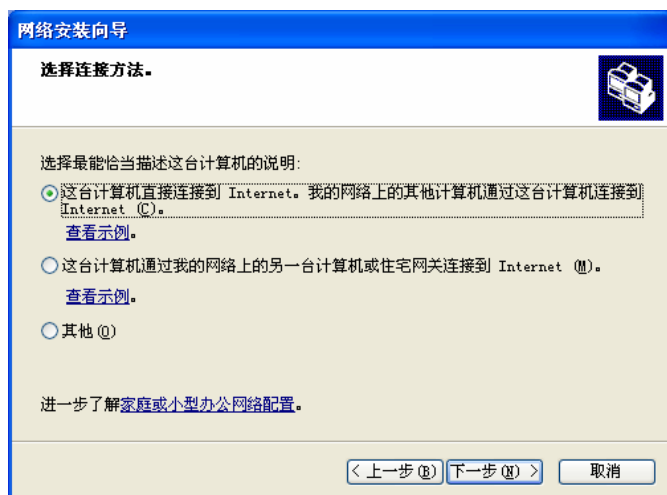 网络安装向导
选择连接方法。
选择最能恰当描述这台计算机的说明:
这台计算机直接连接到 Internet。我的网络上的其他计算机通过这台计算机连接到
Internet (C)。
查看示例。
这台计算机通过我的网络上的另一台计算机或住宅网关连接到 Internet (M)。
查看示例。
其他(O)
进一步了解家庭或小型办公网络配置。
< 上一步(B) 下一步(N) > 取消